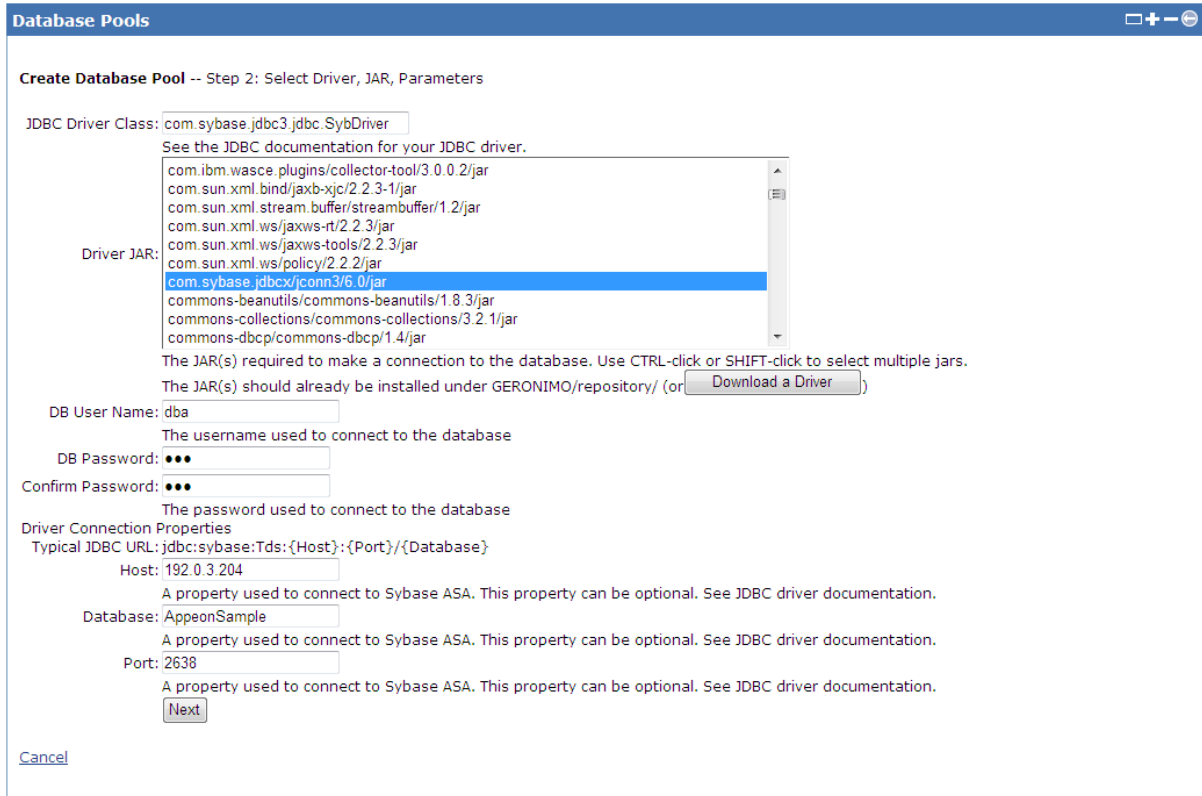 Database Pools
Create Database Pool -- Step 2: Select Driver, JAR, Parameters
JDBC Driver Class: com.sybase.jdbc3.jdbc.SybDriver
See the JDBC documentation for your JDBC driver.
com.ibm.wasce.plugins/collector-tool/3.0.0.2/jar
com.sun.xml.bind/jaxb-xjc/2.2.3-1/jar
com.sun.xml.stream.buffer/streambuffer/1.2/jar
com.sun.xml.ws/jaxws-rt/2.2.3/jar
com.sun.xml.ws/jaxws-tools/2.2.3/jar
Driver JAR:
com.sun.xml.ws/policy/2.2.2/jar
com.sybase.jdbcx/jconn3/6.0/jar
commons-beanutils/commons-beanutils/1.8.3/jar
commons-collections/commons-collections/3.2.1/jar
commons-dbcp/commons-dbcp/1.4/jar
The JAR(s) required to make a connection to the database. Use CTRL-click or SHIFT-click to select multiple jars.
The JAR(s) should already be installed under GERONIMO/repository/ (or Download a Driver )
DB User Name: dba
The username used to connect to the database
DB Password: •••
Confirm Password: •••
The password used to connect to the database
Driver Connection Properties
Typical JDBC URL: jdbc:sybase:Tds:{Host}:{Port}/{Database}
Host: 192.0.3.204
A property used to connect to Sybase ASA. This property can be optional. See JDBC driver documentation.
Database: AppeonSample
A property used to connect to Sybase ASA. This property can be optional. See JDBC driver documentation.
Port: 2638
A property used to connect to Sybase ASA. This property can be optional. See JDBC driver documentation.
Next
Cancel